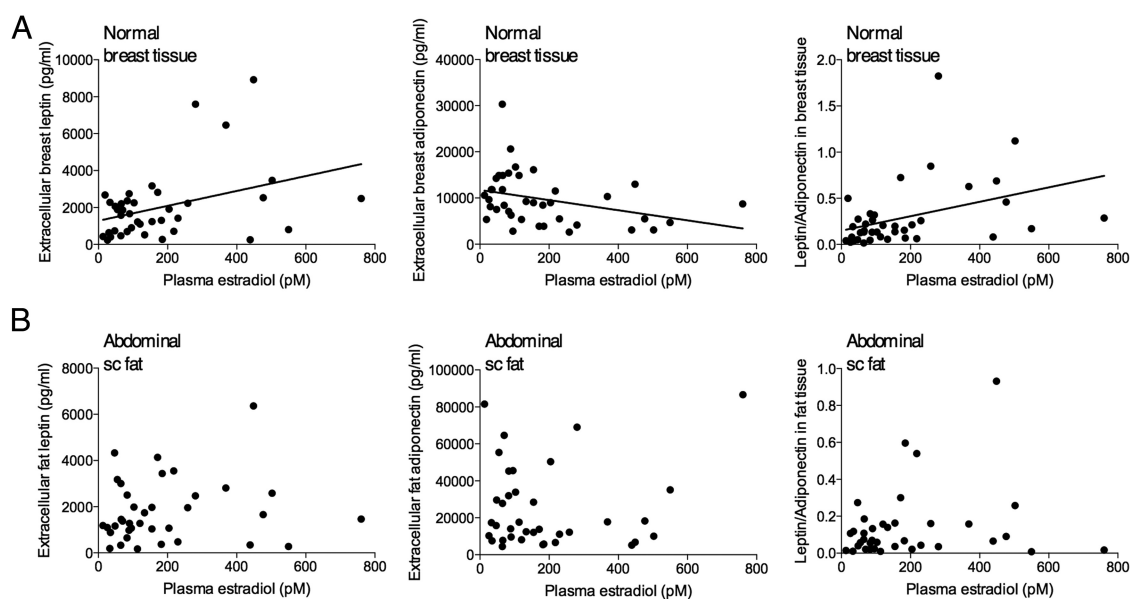 A
Normal
breast tissue
Extracellular breast leptin (pg/ml)
10000
8000
6000
4000
2000
0
0 200 400 600 800
Plasma estradiol (pM)
Normal
breast tissue
Extracellular breast adiponectin (pg/ml)
40000
30000
20000
10000
0
0 200 400 600 800
Plasma estradiol (pM)
Normal
breast tissue
Leptin/Adiponectin in breast tissue
2.0
1.5
1.0
0.5
0.0
0 200 400 600 800
Plasma estradiol (pM)
B
Abdominal
sc fat
Extracellular fat leptin (pg/ml)
8000
6000
4000
2000
0
0 200 400 600 800
Plasma estradiol (pM)
Abdominal
sc fat
Extracellular fat adiponectin (pg/ml)
100000
80000
60000
40000
20000
0
0 200 400 600 800
Plasma estradiol (pM)
Abdominal
sc fat
Leptin/Adiponectin in fat tissue
1.0
0.8
0.6
0.4
0.2
0.0
0 200 400 600 800
Plasma estradiol (pM)